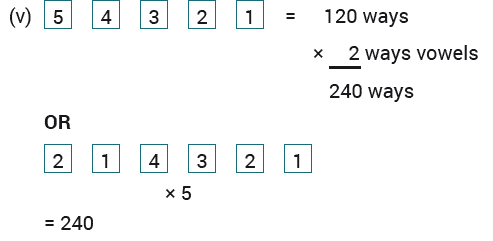 (v) 5 4 3 2 1 = 120 ways
× 2 ways vowels
240 ways
OR
2 1 4 3 2 1
× 5
= 240